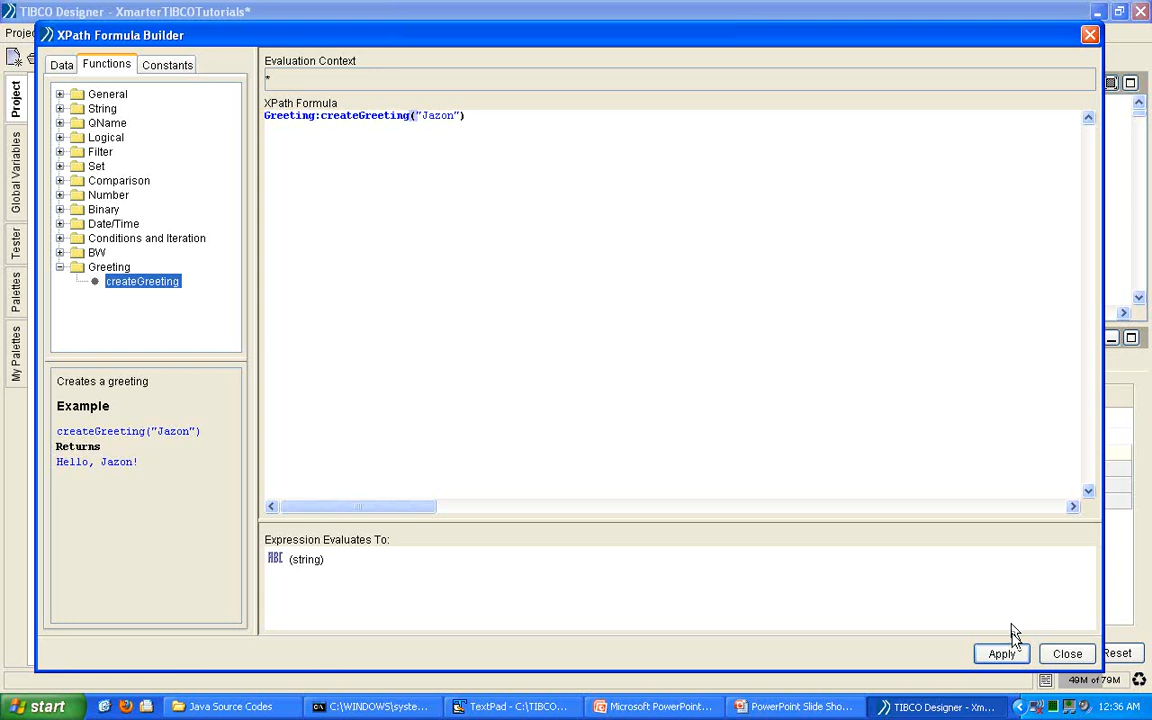 TIBCO Designer - XmarterTIBCOTutorials*
Projec
XPath Formula Builder
Data
Functions
Constants
General
String
QName
Logical
Filter
Set
Comparison
Number
Binary
Date/Time
Conditions and Iteration
BW
Greeting
createGreeting
Creates a greeting
Example
createGreeting("Jazon")
Returns
Hello, Jazon!
Evaluation Context
*
XPath Formula
Greeting:createGreeting("Jazon")
Expression Evaluates To:
ABC (string)
Apply
Close
Reset
49M of 79M
Project
Global Variables
Tester
Palettes
My Palettes
start
Java Source Codes
C:\WINDOWS\syste...
TextPad - C:\TIBCO...
Microsoft PowerPoint...
PowerPoint Slide Sho...
TIBCO Designer - Xm...
12:36 AM